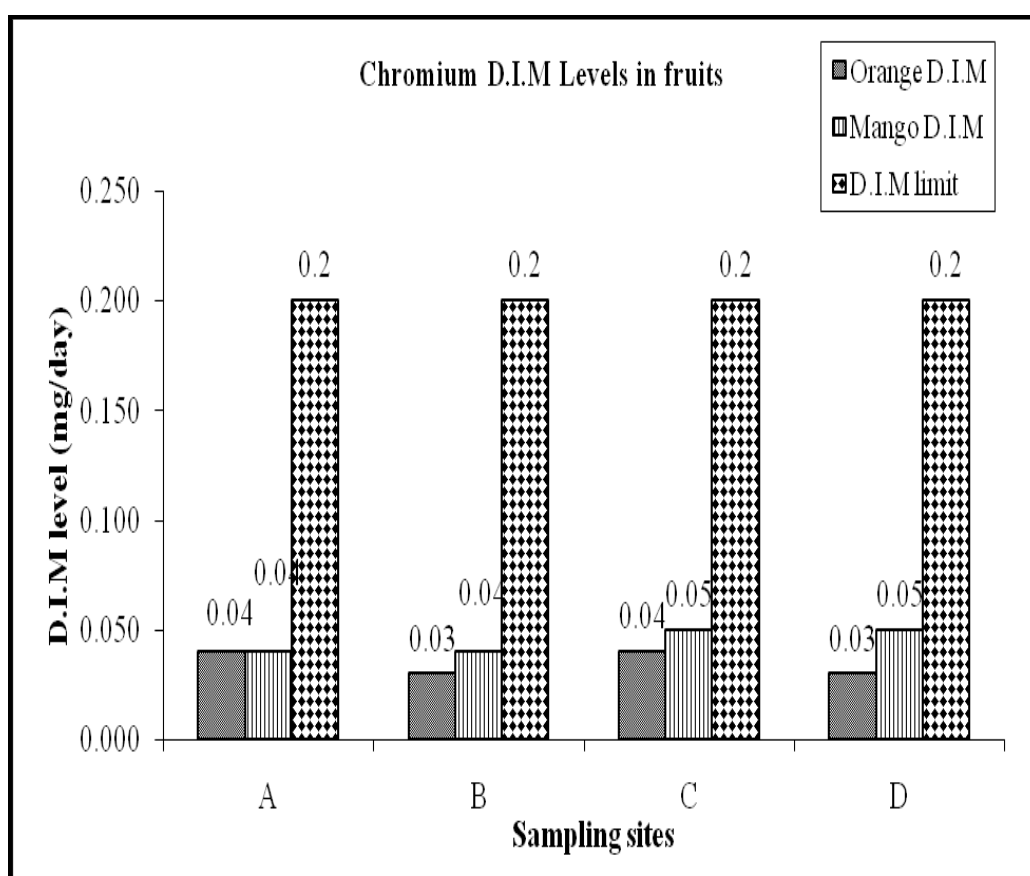 Chromium D.I.M Levels in fruits
Orange D.I.M
Mango D.I.M
D.I.M limit
D.I.M level (mg/day)
0.250
0.200
0.150
0.100
0.050
0.000
0.04
0.04
0.2
0.03
0.04
0.2
0.04
0.05
0.2
0.03
0.05
0.2
A
B
C
D
Sampling sites